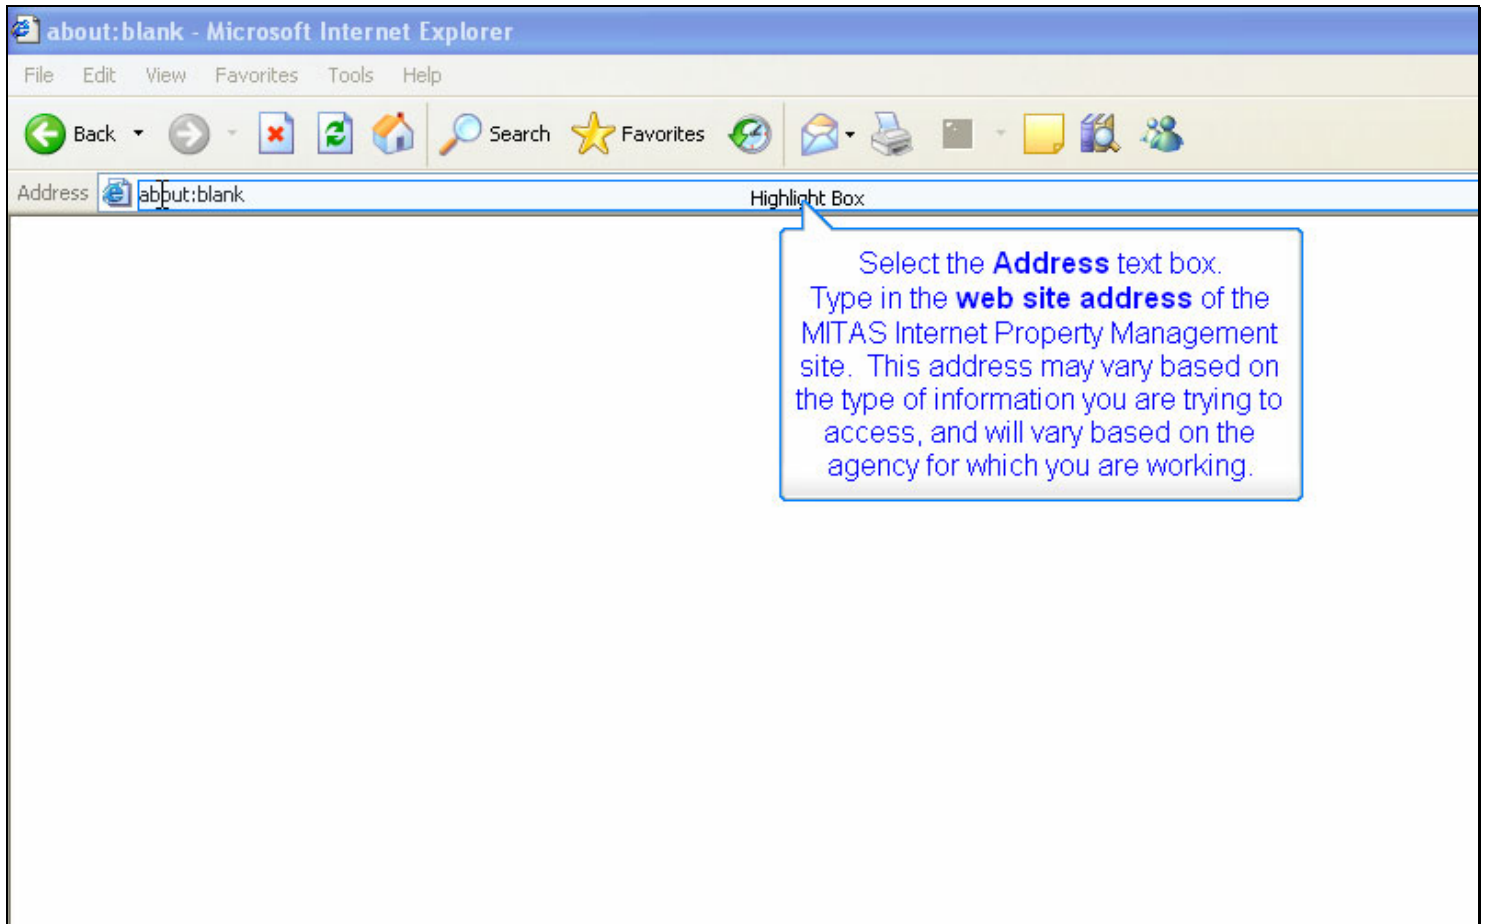 about:blank - Microsoft Internet Explorer
File Edit View Favorites Tools Help
Back Search Favorites
Address about:blank Highlight Box
Select the Address text box.
Type in the web site address of the
MITAS Internet Property Management
site. This address may vary based on
the type of information you are trying to
access, and will vary based on the
agency for which you are working.